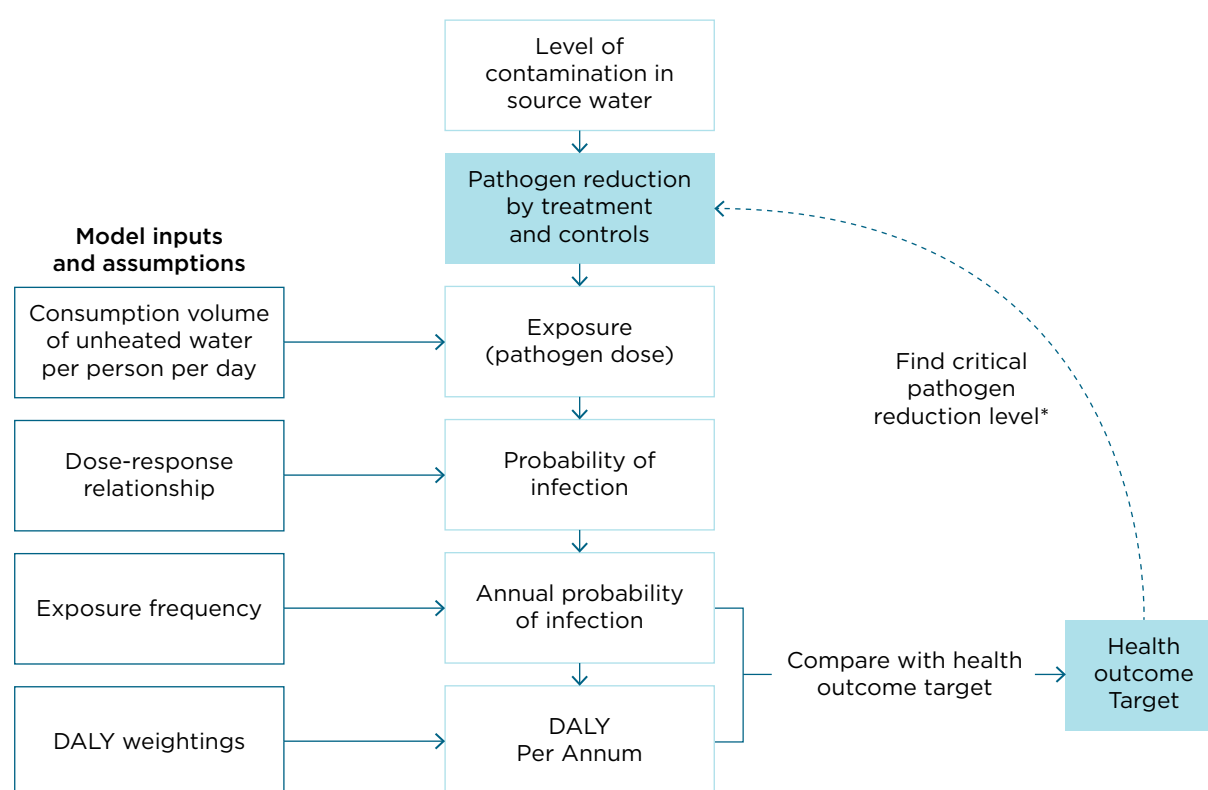 Level of
contamination in
source water
Pathogen reduction
by treatment
and controls
Model inputs
and assumptions
Consumption volume
of unheated water
per person per day
Exposure
(pathogen dose)
Find critical
pathogen
reduction level*
Dose-response
relationship
Probability of
infection
Exposure frequency
Annual probability
of infection
Compare with health
outcome target
Health
outcome
Target
DALY weightings
DALY
Per Annum